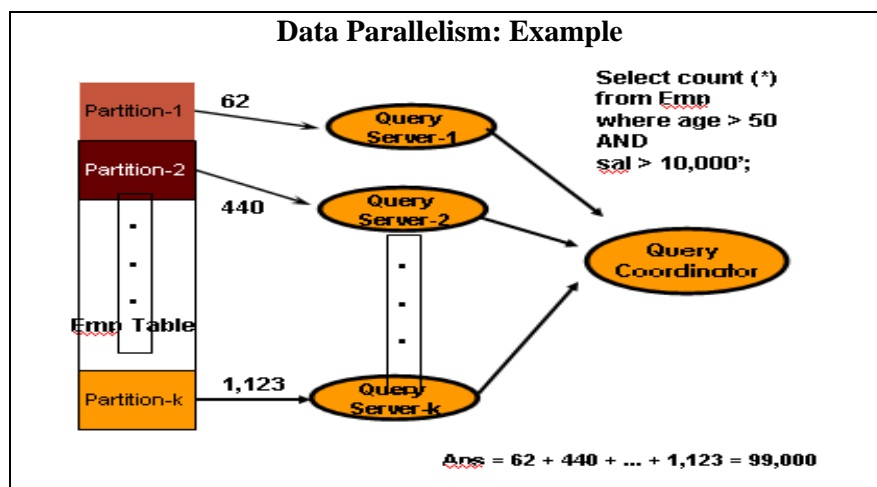 Data Parallelism: Example
Select count (*)
from Emp
where age > 50
AND
sal > 10,000’;
Partition-1
62
Query
Server-1
Partition-2
440
Query
Server-2
Query
Coordinator
Emp Table
Partition-k
1,123
Query
Server-k
Ans = 62 + 440 + ... + 1,123 = 99,000